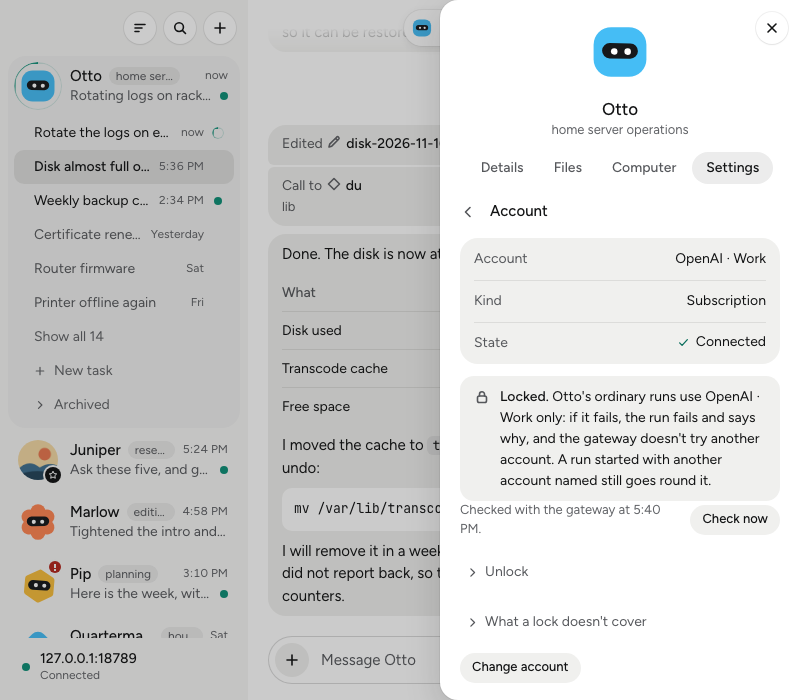 Otto home ser... now
Rotating logs on rack...
Rotate the logs on e... now
Disk almost full o... 5:36 PM
Weekly backup c... 2:34 PM
Certificate rene... Yesterday
Router firmware Sat
Printer offline again Fri
Show all 14
New task
Archived
Juniper rese... 5:24 PM
Ask these five, and g...
Marlow editi... 4:58 PM
Tightened the intro and...
Pip planning 3:10 PM
Here is the week, wit...
Quarterma hou... Sat
127.0.0.1:18789
Connected
so it can be restor
Edited disk-2026-11-1
Call to du
lib
Done. The disk is now at
What
Disk used
Transcode cache
Free space
I moved the cache to
undo:
mv /var/lib/transco
I will remove it in a week
did not report back, so t
counters.
Message Otto
Otto
home server operations
Details Files Computer Settings
Account
Account OpenAI · Work
Kind Subscription
State Connected
Locked. Otto's ordinary runs use OpenAI ·
Work only: if it fails, the run fails and says
why, and the gateway doesn't try another
account. A run started with another
account named still goes round it.
Checked with the gateway at 5:40
PM.
Check now
Unlock
What a lock doesn't cover
Change account